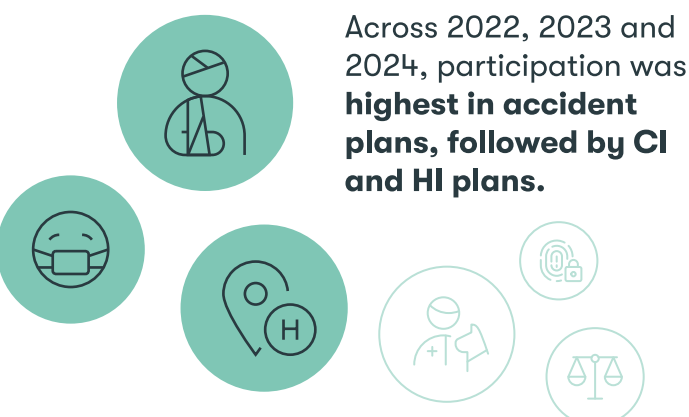 Across 2022, 2023 and
2024, participation was
highest in accident
plans, followed by CI
and HI plans.
H